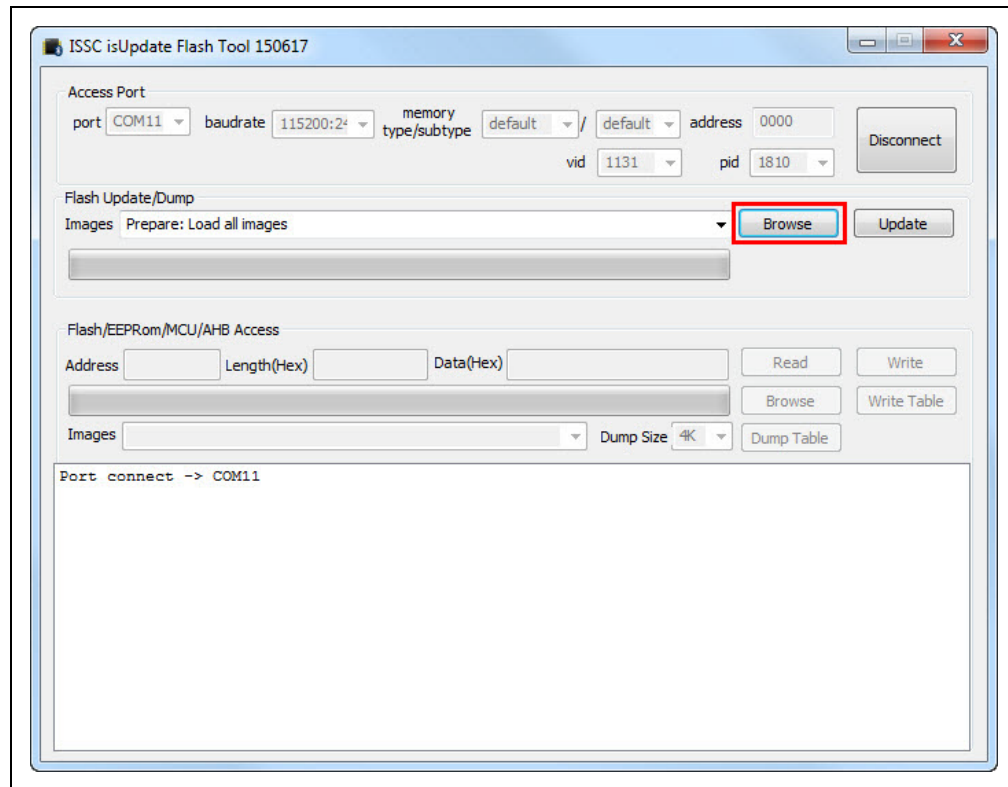 ISSC isUpdate Flash Tool 150617
Access Port
port COM11 baudrate 115200:24 memory type/subtype default / default address 0000 Disconnect
vid 1131 pid 1810
Flash Update/Dump
Images Prepare: Load all images Browse Update
Flash/EEPRom/MCU/AHB Access
Address Length(Hex) Data(Hex) Read Write
Browse Write Table
Images Dump Size 4K Dump Table
Port connect -> COM11